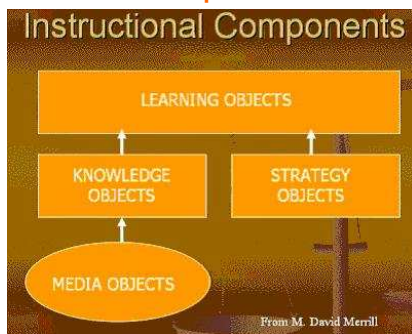 Instructional Components
LEARNING OBJECTS
KNOWLEDGE
OBJECTS
STRATEGY
OBJECTS
MEDIA OBJECTS
From M. David Merrill